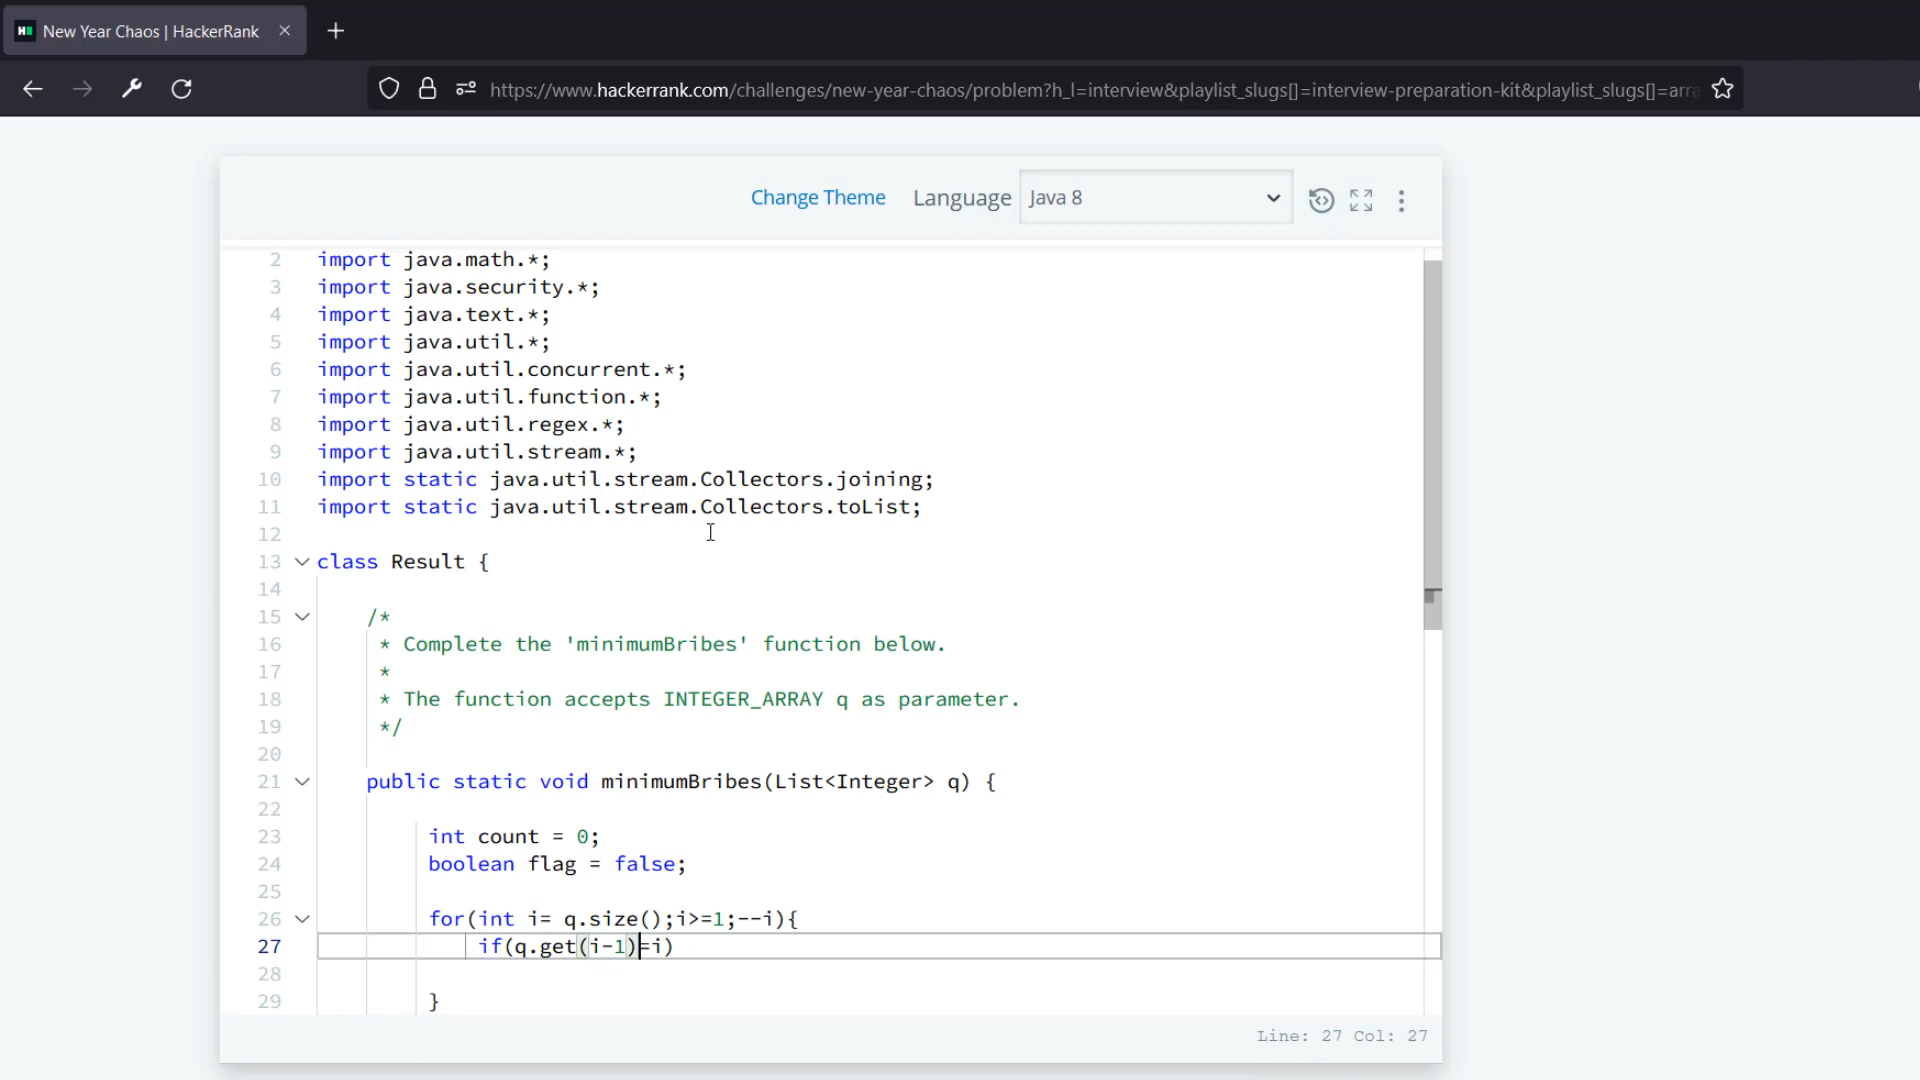 New Year Chaos | HackerRank
https://www.hackerrank.com/challenges/new-year-chaos/problem?h_l=interview&playlist_slugs[]=interview-preparation-kit&playlist_slugs[]=arra
Change Theme Language Java 8
2 import java.math.*;
3 import java.security.*;
4 import java.text.*;
5 import java.util.*;
6 import java.util.concurrent.*;
7 import java.util.function.*;
8 import java.util.regex.*;
9 import java.util.stream.*;
10 import static java.util.stream.Collectors.joining;
11 import static java.util.stream.Collectors.toList;
12
13 class Result {
14
15 /*
16 * Complete the 'minimumBribes' function below.
17 *
18 * The function accepts INTEGER_ARRAY q as parameter.
19 */
20
21 public static void minimumBribes(List<Integer> q) {
22
23 int count = 0;
24 boolean flag = false;
25
26 for(int i= q.size();i>=1;--i){
27 if(q.get(i-1)=i)
28
29 }
Line: 27 Col: 27